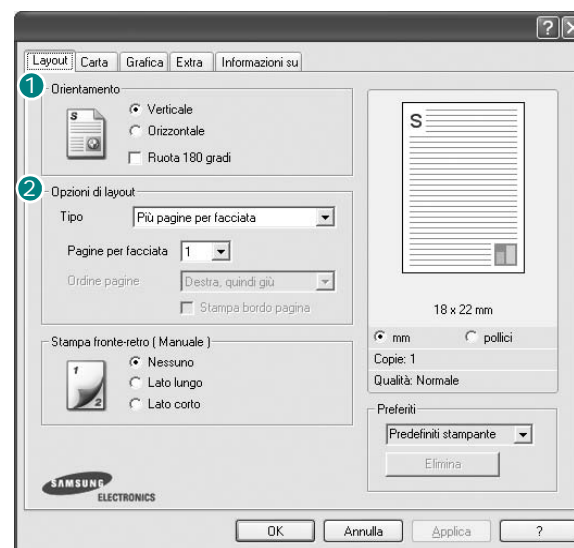 ?
Layout Carta Grafica Extra Informazioni su
1
Orientamento
S
Verticale
Orizzontale
Ruota 180 gradi
2
Opzioni di layout
Tipo Più pagine per facciata
Pagine per facciata 1
Ordine pagine Destra, quindi giù
Stampa bordo pagina
Stampa fronte-retro ( Manuale )
1
2
Nessuno
Lato lungo
Lato corto
SAMSUNG
ELECTRONICS
S
18 x 22 mm
mm pollici
Copie: 1
Qualità: Normale
Preferiti
Predefiniti stampante
Elimina
OK Annulla Applica ?